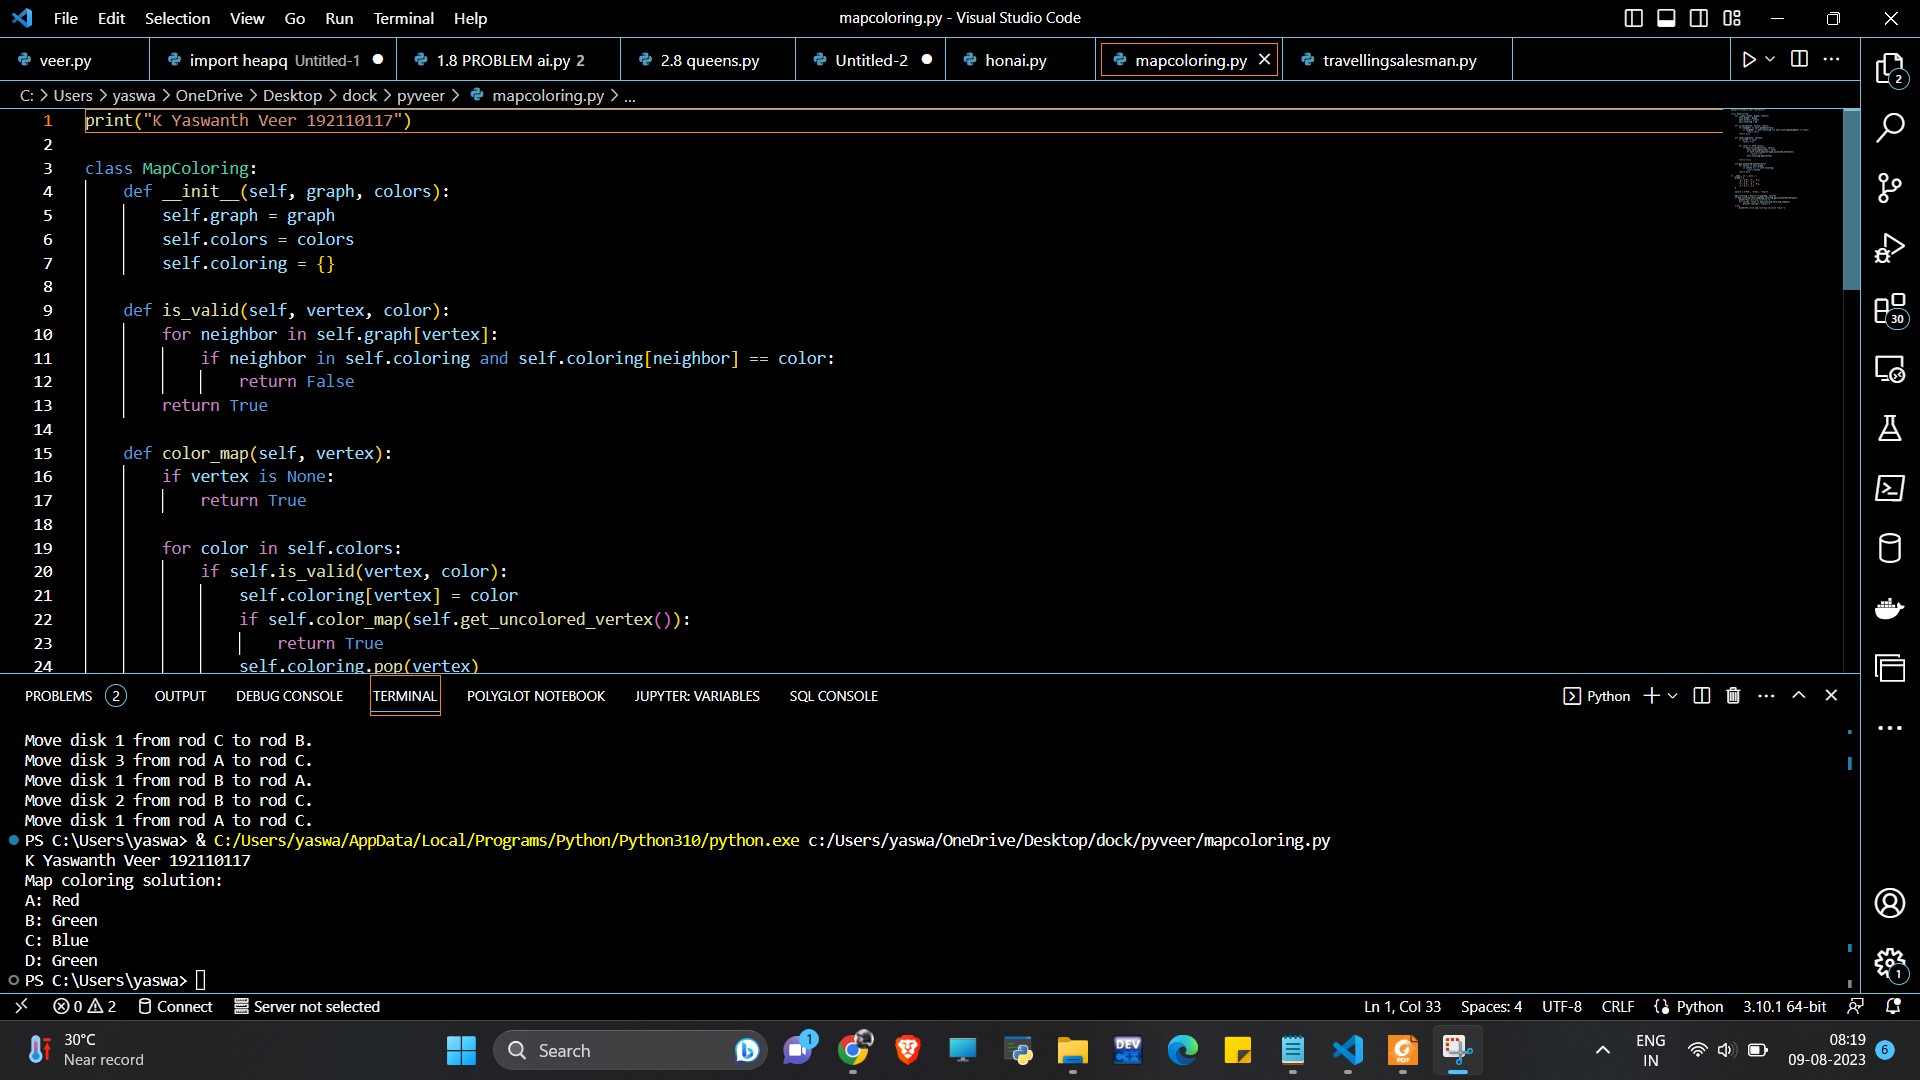 File Edit Selection View Go Run Terminal Help
mapcoloring.py - Visual Studio Code
veer.py
import heapq Untitled-1
1.8 PROBLEM ai.py 2
2.8 queens.py
Untitled-2
honai.py
mapcoloring.py
travellingsalesman.py
C: > Users > yaswa > OneDrive > Desktop > dock > pyveer > mapcoloring.py > ...
1 print("K Yaswanth Veer 192110117")
2
3 class MapColoring:
4 def __init__(self, graph, colors):
5 self.graph = graph
6 self.colors = colors
7 self.coloring = {}
8
9 def is_valid(self, vertex, color):
10 for neighbor in self.graph[vertex]:
11 if neighbor in self.coloring and self.coloring[neighbor] == color:
12 return False
13 return True
14
15 def color_map(self, vertex):
16 if vertex is None:
17 return True
18
19 for color in self.colors:
20 if self.is_valid(vertex, color):
21 self.coloring[vertex] = color
22 if self.color_map(self.get_uncolored_vertex()):
23 return True
24 self.coloring.pop(vertex)
2
30
PROBLEMS 2 OUTPUT DEBUG CONSOLE TERMINAL POLYGLOT NOTEBOOK JUPYTER: VARIABLES SQL CONSOLE
Python
Move disk 1 from rod C to rod B.
Move disk 3 from rod A to rod C.
Move disk 1 from rod B to rod A.
Move disk 2 from rod B to rod C.
Move disk 1 from rod A to rod C.
PS C:\Users\yaswa> & C:/Users/yaswa/AppData/Local/Programs/Python/Python310/python.exe c:/Users/yaswa/OneDrive/Desktop/dock/pyveer/mapcoloring.py
K Yaswanth Veer 192110117
Map coloring solution:
A: Red
B: Green
C: Blue
D: Green
PS C:\Users\yaswa>
1
0 2 Connect Server not selected
Ln 1, Col 33 Spaces: 4 UTF-8 CRLF {} Python 3.10.1 64-bit
30°C
Near record
Search
1
DEV
PDF
ENG
IN
08:19
09-08-2023
6